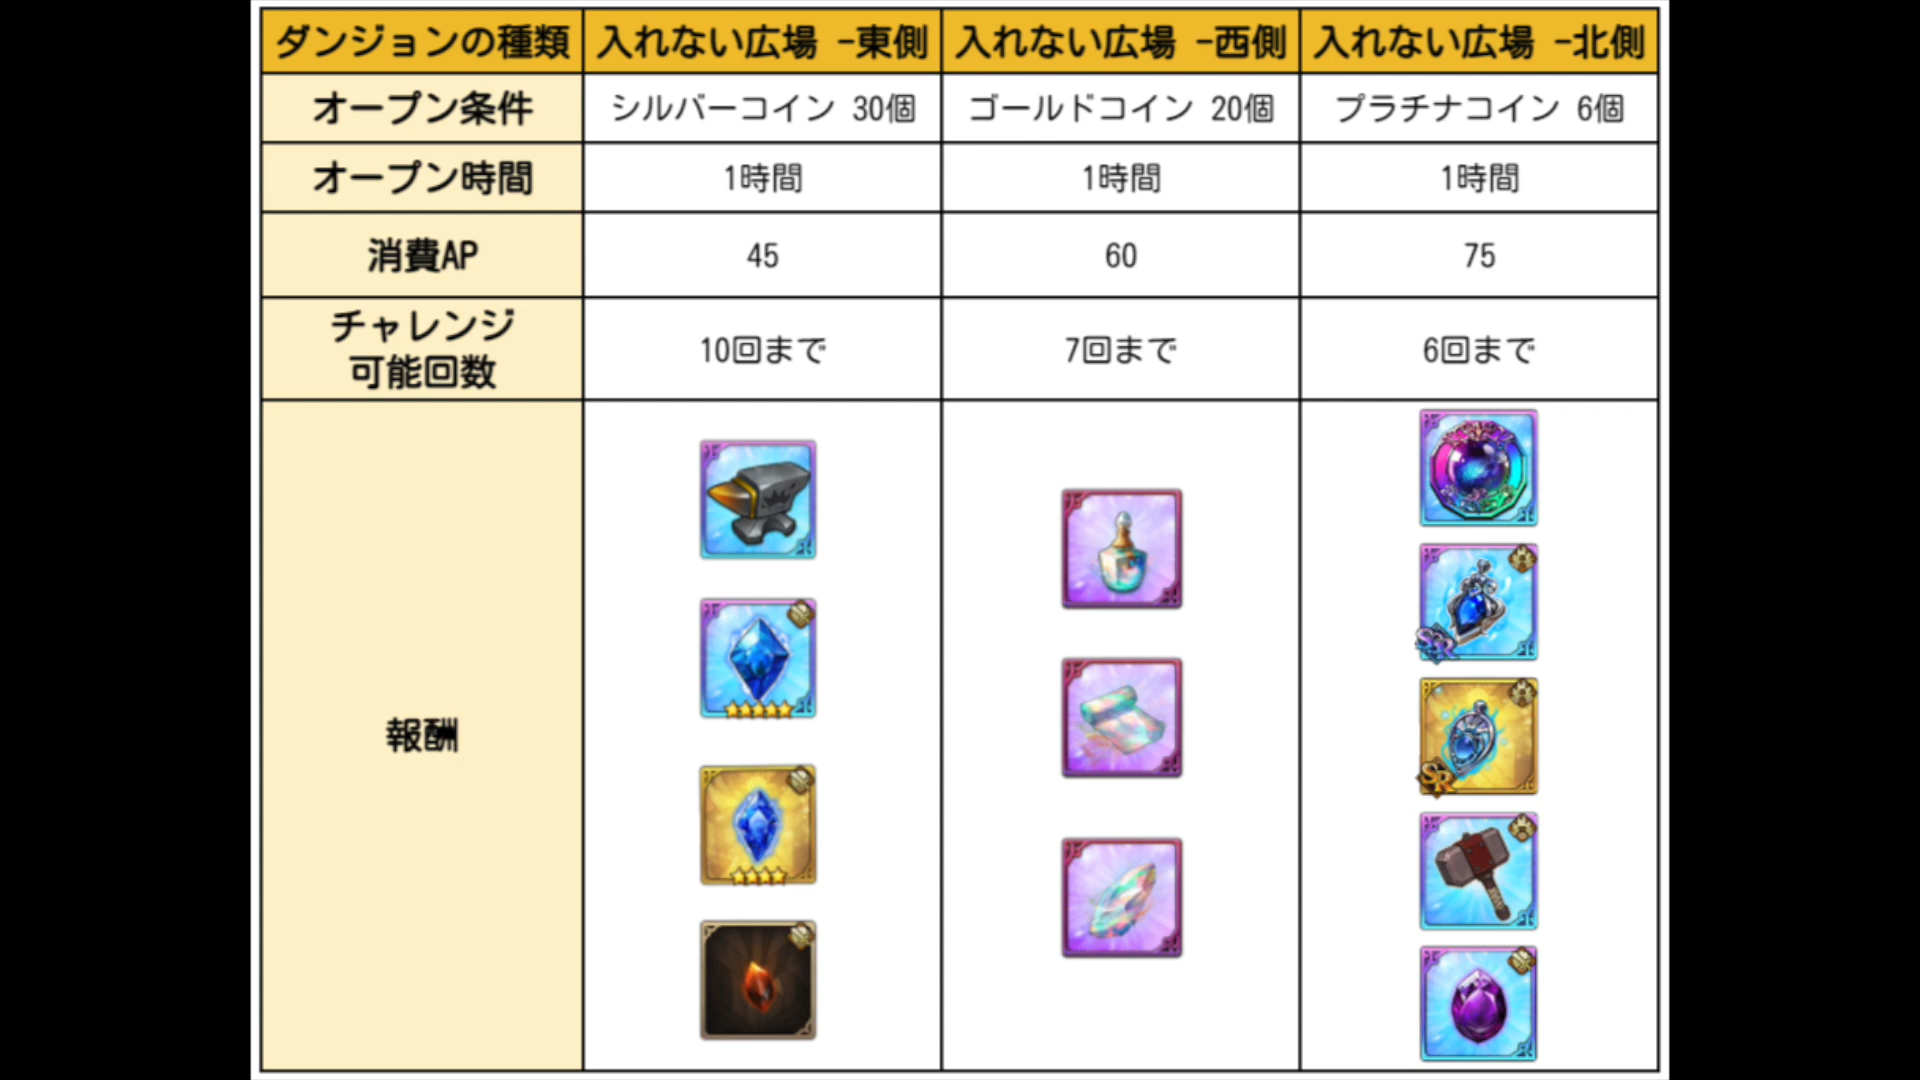 ダンジョンの種類 入れない広場 -東側 入れない広場 -西側 入れない広場 -北側
オープン条件 シルバーコイン 30個 ゴールドコイン 20個 プラチナコイン 6個
オープン時間 1時間 1時間 1時間
消費AP 45 60 75
チャレンジ
可能回数 10回まで 7回まで 6回まで
報酬
SSR
SR